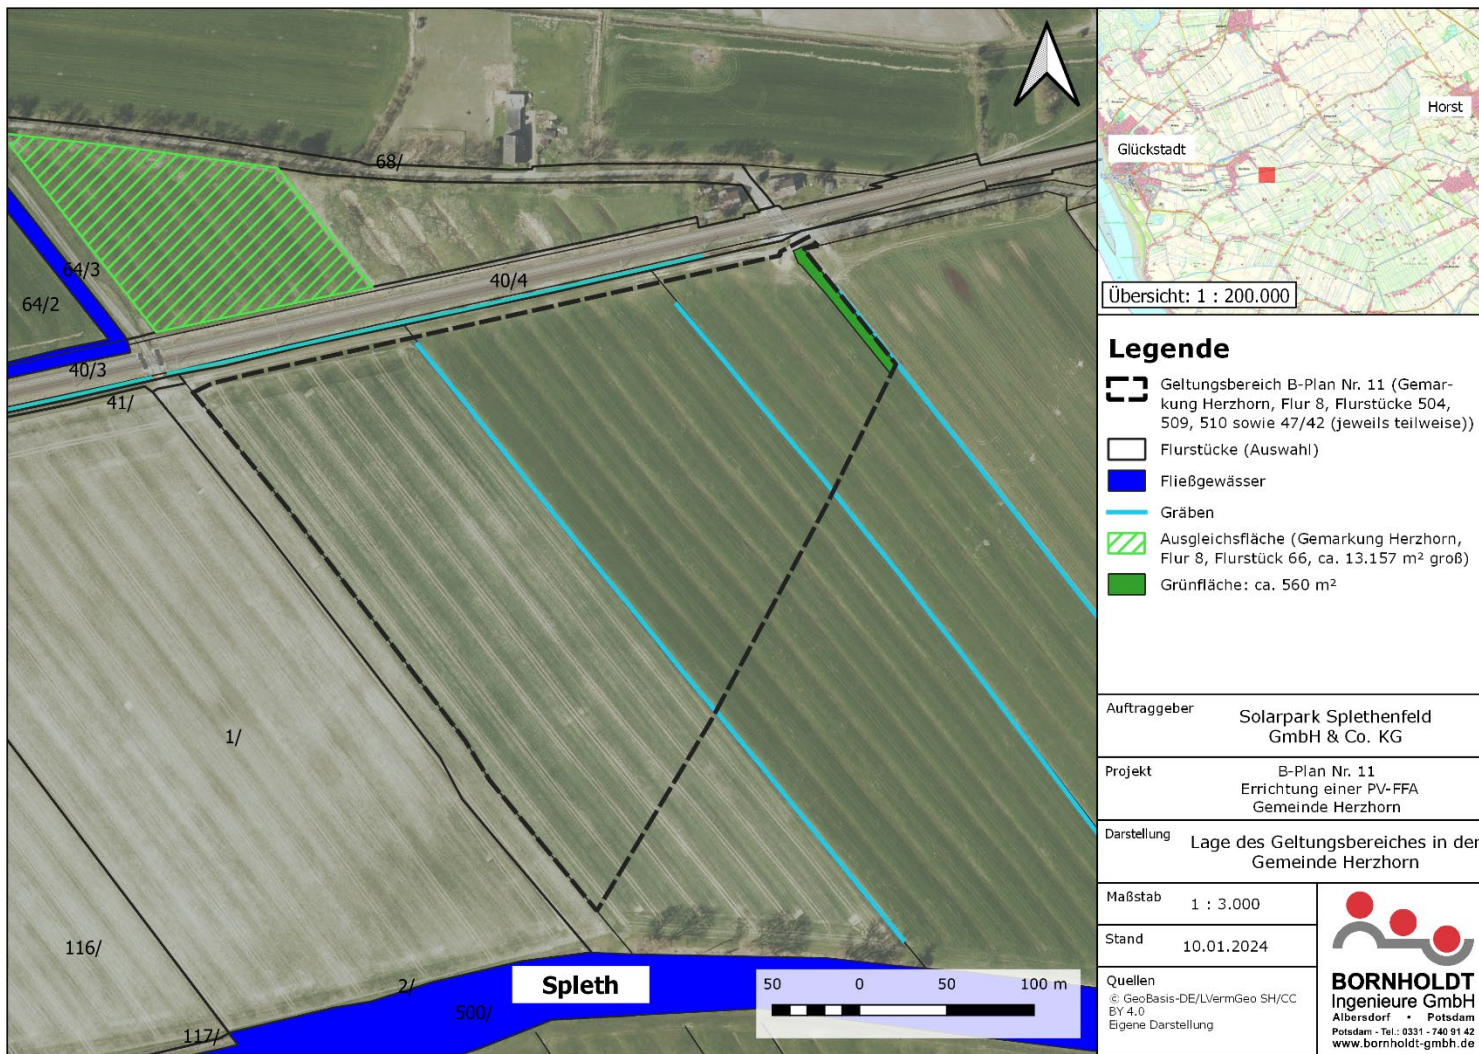 68/
64/3
64/2
40/4
40/3
41/
1/
116/
2/
117/
500/
Spleth
50 0 50 100 m
Glückstadt
Horst
Übersicht: 1 : 200.000
Legende
Geltungsbereich B-Plan Nr. 11 (Gemar-
kung Herzhorn, Flur 8, Flurstücke 504,
509, 510 sowie 47/42 (jeweils teilweise))
Flurstücke (Auswahl)
Fließgewässer
Gräben
Ausgleichsfläche (Gemarkung Herzhorn,
Flur 8, Flurstück 66, ca. 13.157 m² groß)
Grünfläche: ca. 560 m²
Auftraggeber
Solarpark Splethenfeld
GmbH & Co. KG
Projekt
B-Plan Nr. 11
Errichtung einer PV-FFA
Gemeinde Herzhorn
Darstellung
Lage des Geltungsbereiches in der
Gemeinde Herzhorn
Maßstab
1 : 3.000
Stand
10.01.2024
Quellen
© GeoBasis-DE/LVermGeo SH/CC
BY 4.0
Eigene Darstellung
BORNHOLDT
Ingenieure GmbH
Albersdorf • Potsdam
Potsdam - Tel.: 0331 - 740 91 42
www.bornholdt-gmbh.de